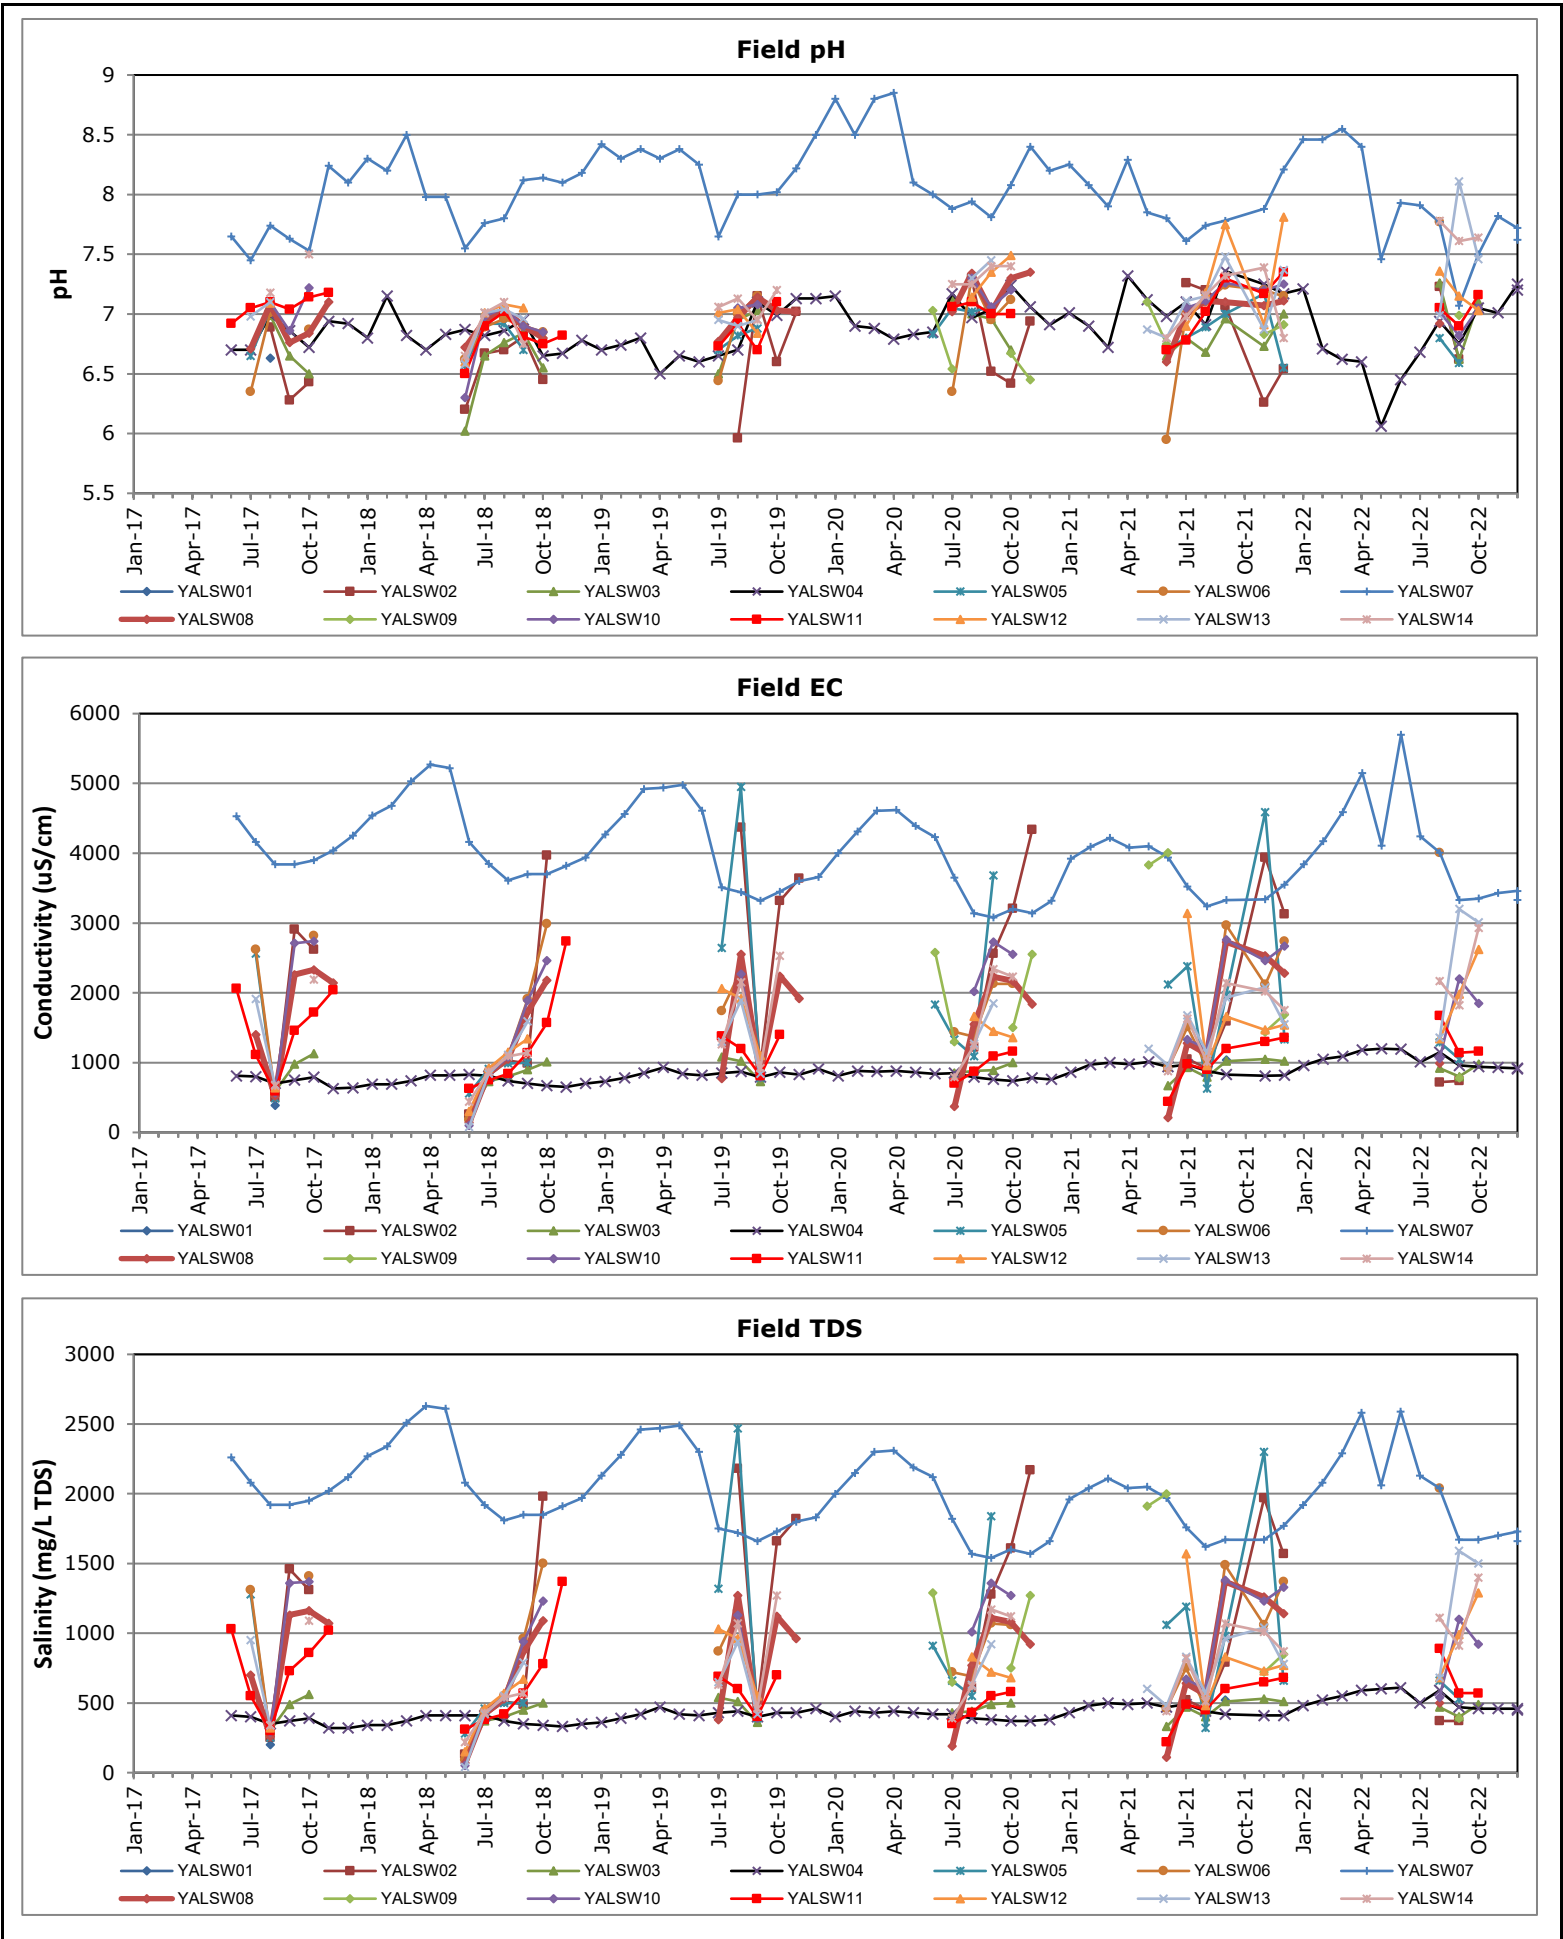 Field pH
9
8.5
8
7.5
7
6.5
6
5.5
pH
Jan-17 Apr-17 Jul-17 Oct-17 Jan-18 Apr-18 Jul-18 Oct-18 Jan-19 Apr-19 Jul-19 Oct-19 Jan-20 Apr-20 Jul-20 Oct-20 Jan-21 Apr-21 Jul-21 Oct-21 Jan-22 Apr-22 Jul-22 Oct-22
YALSW01 YALSW02 YALSW03 YALSW04 YALSW05 YALSW06 YALSW07
YALSW08 YALSW09 YALSW10 YALSW11 YALSW12 YALSW13 YALSW14
Field EC
6000
5000
4000
3000
2000
1000
0
Conductivity (uS/cm)
Jan-17 Apr-17 Jul-17 Oct-17 Jan-18 Apr-18 Jul-18 Oct-18 Jan-19 Apr-19 Jul-19 Oct-19 Jan-20 Apr-20 Jul-20 Oct-20 Jan-21 Apr-21 Jul-21 Oct-21 Jan-22 Apr-22 Jul-22 Oct-22
YALSW01 YALSW02 YALSW03 YALSW04 YALSW05 YALSW06 YALSW07
YALSW08 YALSW09 YALSW10 YALSW11 YALSW12 YALSW13 YALSW14
Field TDS
3000
2500
2000
1500
1000
500
0
Salinity (mg/L TDS)
Jan-17 Apr-17 Jul-17 Oct-17 Jan-18 Apr-18 Jul-18 Oct-18 Jan-19 Apr-19 Jul-19 Oct-19 Jan-20 Apr-20 Jul-20 Oct-20 Jan-21 Apr-21 Jul-21 Oct-21 Jan-22 Apr-22 Jul-22 Oct-22
YALSW01 YALSW02 YALSW03 YALSW04 YALSW05 YALSW06 YALSW07
YALSW08 YALSW09 YALSW10 YALSW11 YALSW12 YALSW13 YALSW14